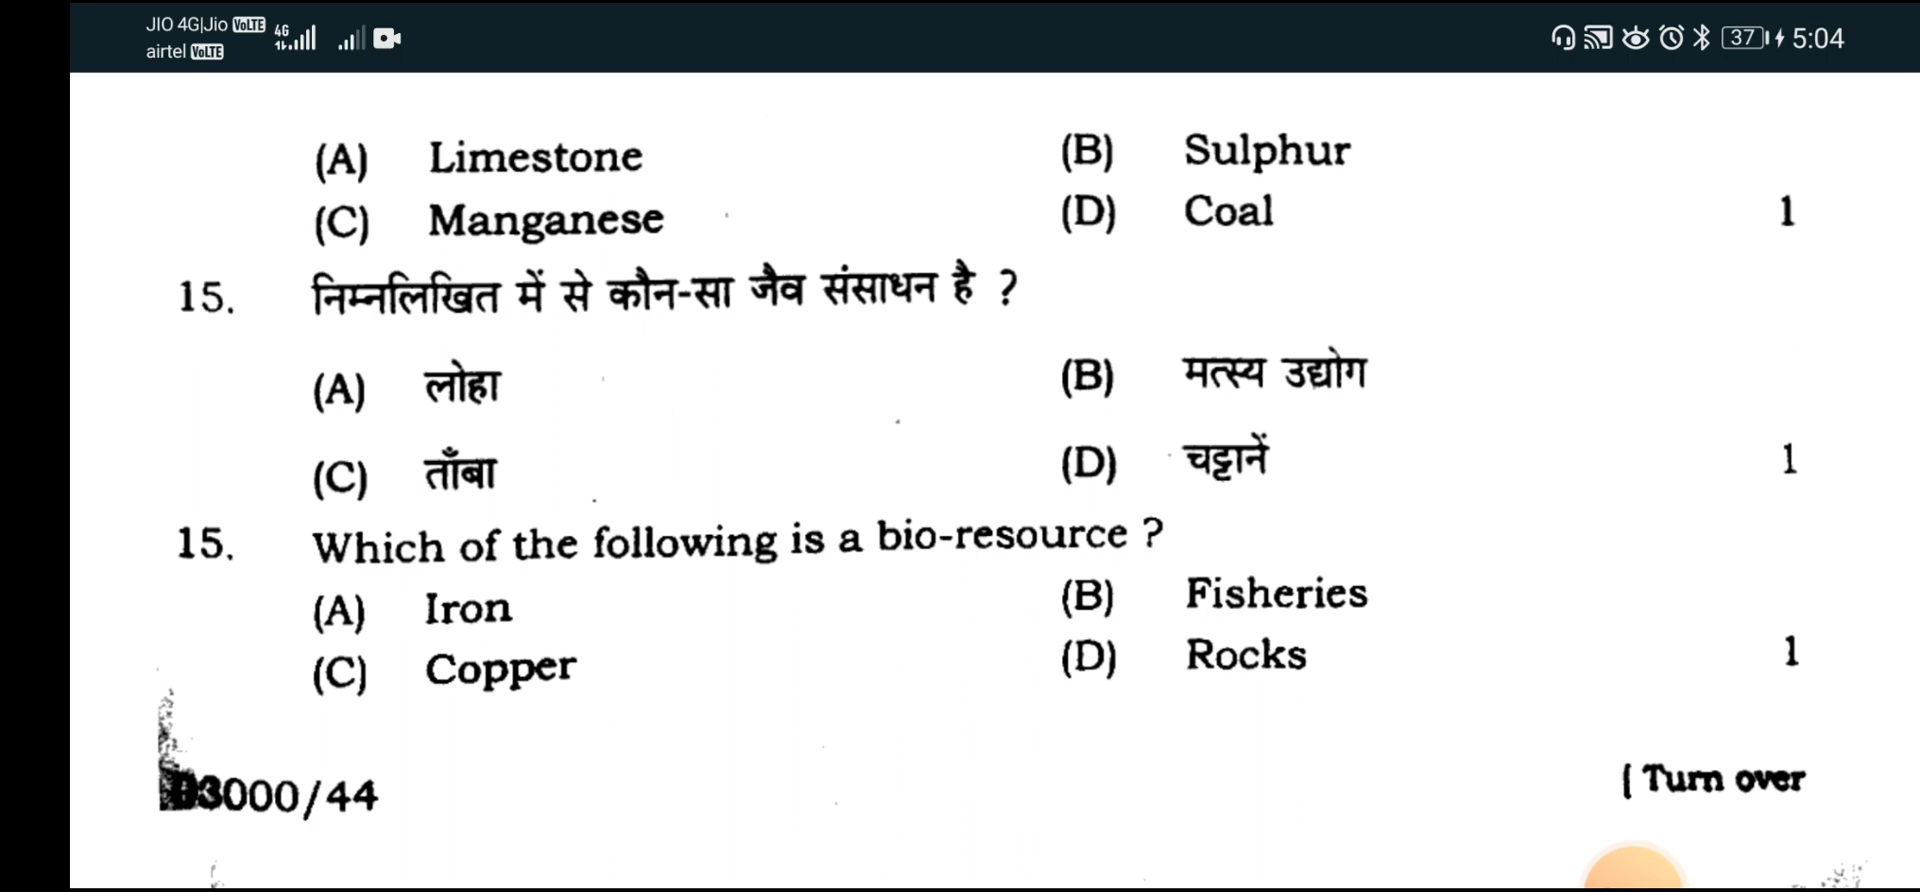 JIO 4G|Jio VoLTE 4G 37 5:04
airtel VoLTE
(A) Limestone (B) Sulphur
(C) Manganese (D) Coal 1
15. निम्नलिखित में से कौन-सा जैव संसाधन है ?
(A) लोहा (B) मत्स्य उद्योग
(C) ताँबा (D) चट्टानें 1
15. Which of the following is a bio-resource ?
(A) Iron (B) Fisheries
(C) Copper (D) Rocks 1
3000/44 [ Turn over